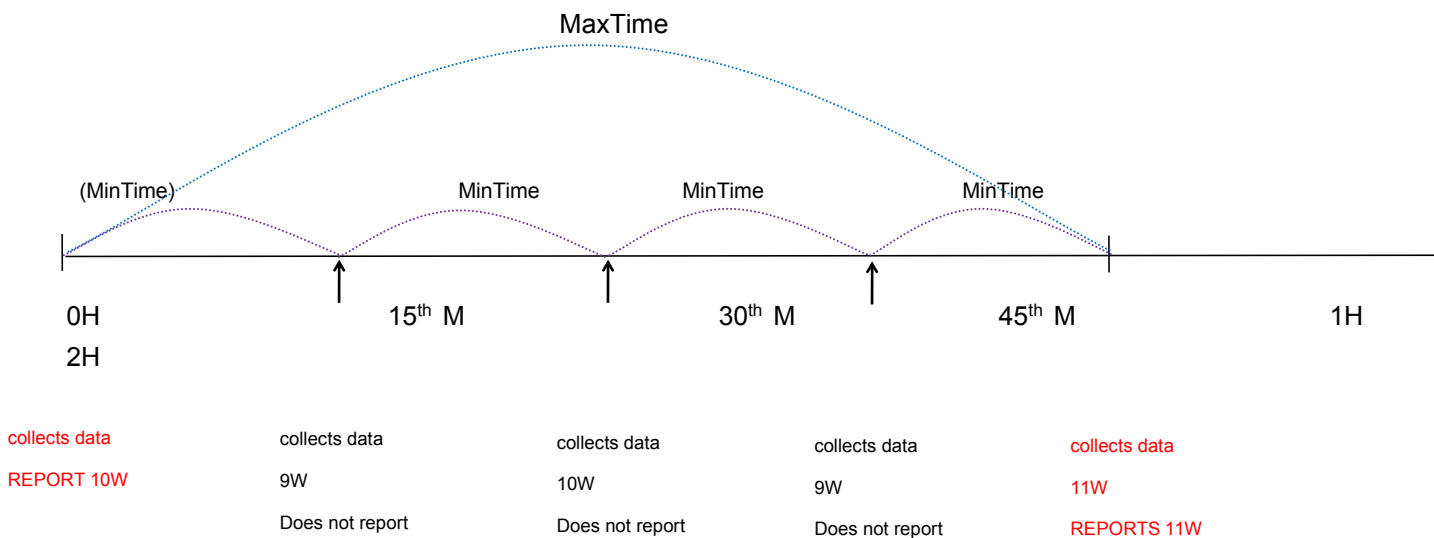 MaxTime
(MinTime) MinTime MinTime MinTime
0H 15th M 30th M 45th M 1H
2H
collects data
REPORT 10W
collects data
9W
Does not report
collects data
10W
Does not report
collects data
9W
Does not report
collects data
11W
REPORTS 11W